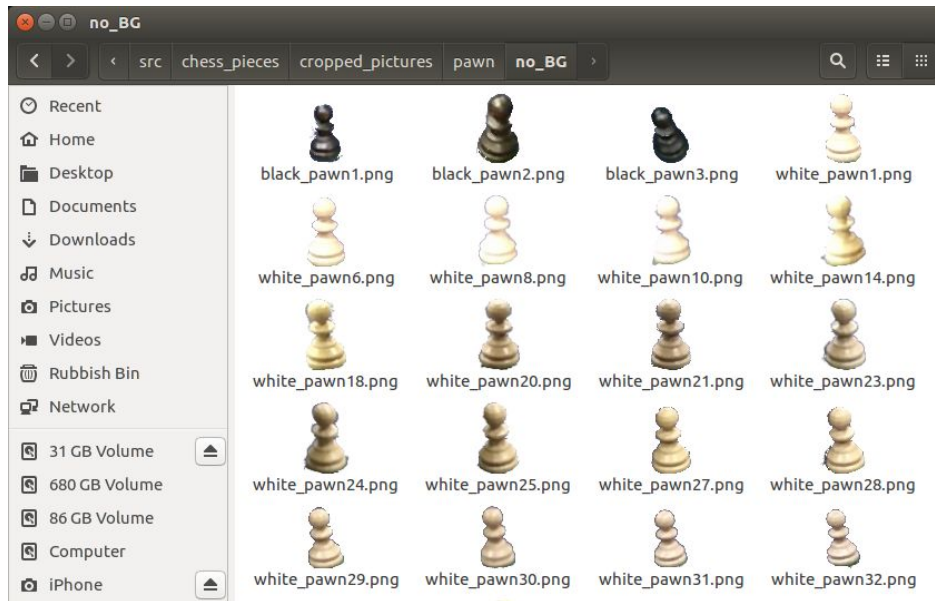 no_BG
src chess_pieces cropped_pictures pawn no_BG
Recent
Home
Desktop
Documents
Downloads
Music
Pictures
Videos
Rubbish Bin
Network
31 GB Volume
680 GB Volume
86 GB Volume
Computer
iPhone
black_pawn1.png black_pawn2.png black_pawn3.png white_pawn1.png
white_pawn6.png white_pawn8.png white_pawn10.png white_pawn14.png
white_pawn18.png white_pawn20.png white_pawn21.png white_pawn23.png
white_pawn24.png white_pawn25.png white_pawn27.png white_pawn28.png
white_pawn29.png white_pawn30.png white_pawn31.png white_pawn32.png